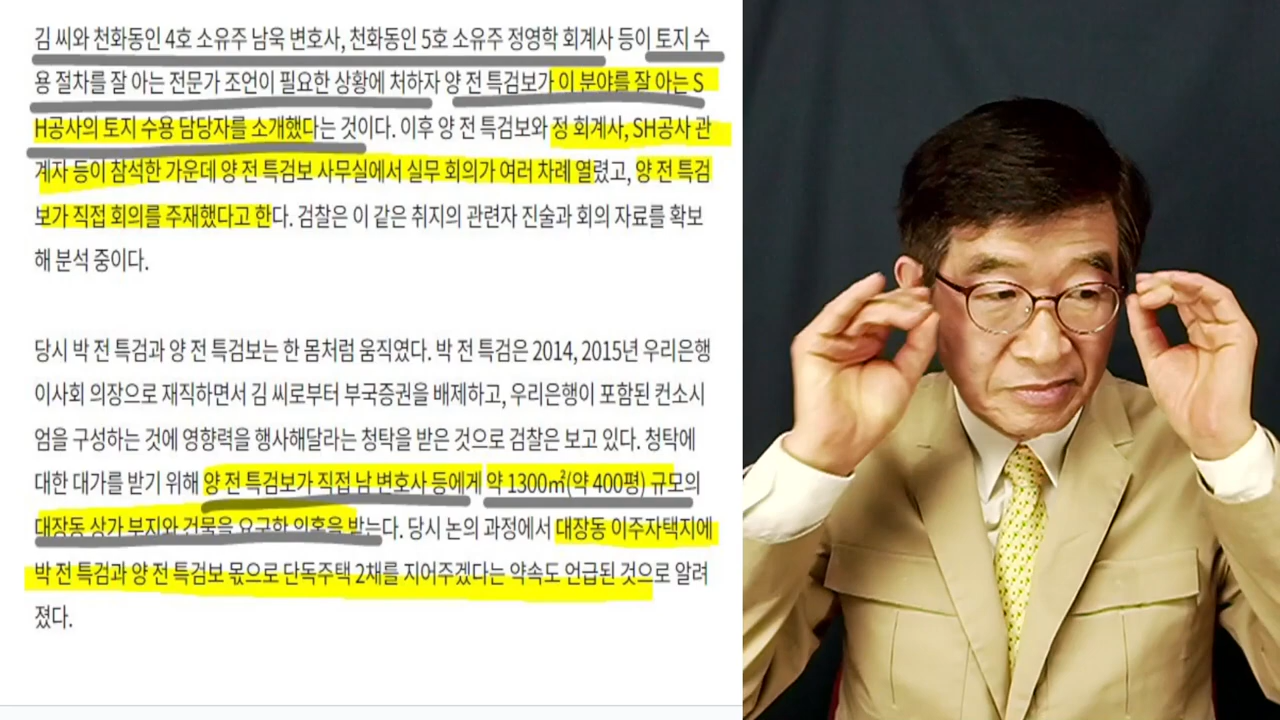 김 씨와 천화동인 4호 소유주 남욱 변호사, 천화동인 5호 소유주 정영학 회계사 등이 토지 수
용 절차를 잘 아는 전문가 조언이 필요한 상황에 처하자 양 전 특검보가 이 분야를 잘 아는 S
H공사의 토지 수용 담당자를 소개했다는 것이다. 이후 양 전 특검보와 정 회계사, SH공사 관
계자 등이 참석한 가운데 양 전 특검보 사무실에서 실무 회의가 여러 차례 열렸고, 양 전 특검
보가 직접 회의를 주재했다고 한다. 검찰은 이 같은 취지의 관련자 진술과 회의 자료를 확보
해 분석 중이다.
당시 박 전 특검과 양 전 특검보는 한 몸처럼 움직였다. 박 전 특검은 2014, 2015년 우리은행
이사회 의장으로 재직하면서 김 씨로부터 부국증권을 배제하고, 우리은행이 포함된 컨소시
엄을 구성하는 것에 영향력을 행사해달라는 청탁을 받은 것으로 검찰은 보고 있다. 청탁에
대한 대가를 받기 위해 양 전 특검보가 직접 남 변호사 등에게 약 1300㎡(약 400평) 규모의
대장동 상가 부지와 건물을 요구한 의혹을 받는다. 당시 논의 과정에서 대장동 이주자택지에
박 전 특검과 양 전 특검보 몫으로 단독주택 2채를 지어주겠다는 약속도 언급된 것으로 알려
졌다.